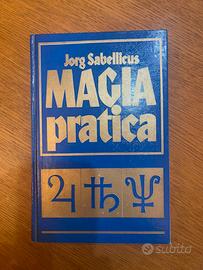 Jorg Sabellicus
MAGIA
pratica
♃ ♄ Ψ
subito